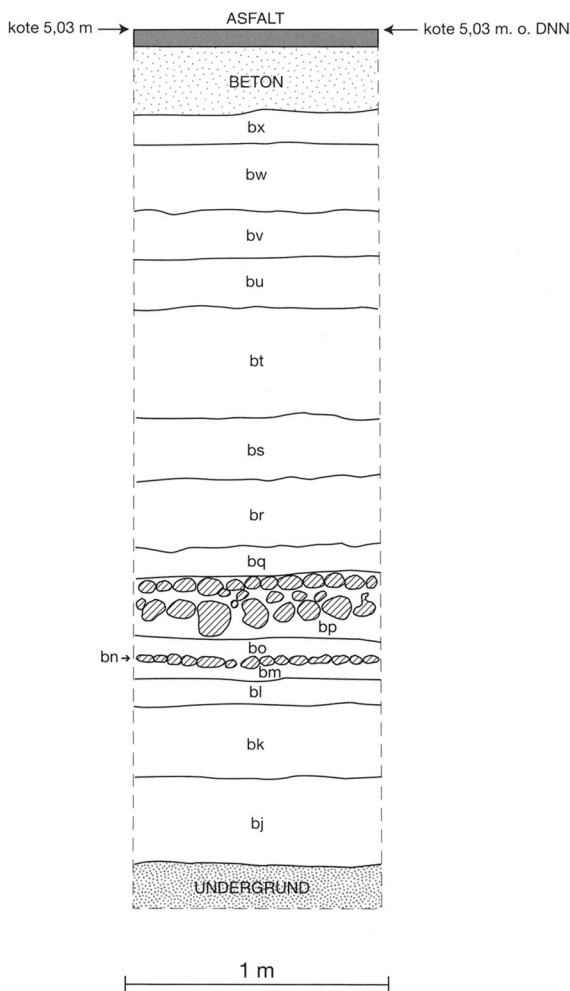 ASFALT
kote 5,03 m
kote 5,03 m. o. DNN
BETON
bx
bw
bv
bu
bt
bs
br
bq
bp
bo
bn
bm
bl
bk
bj
UNDERGRUND
1 m